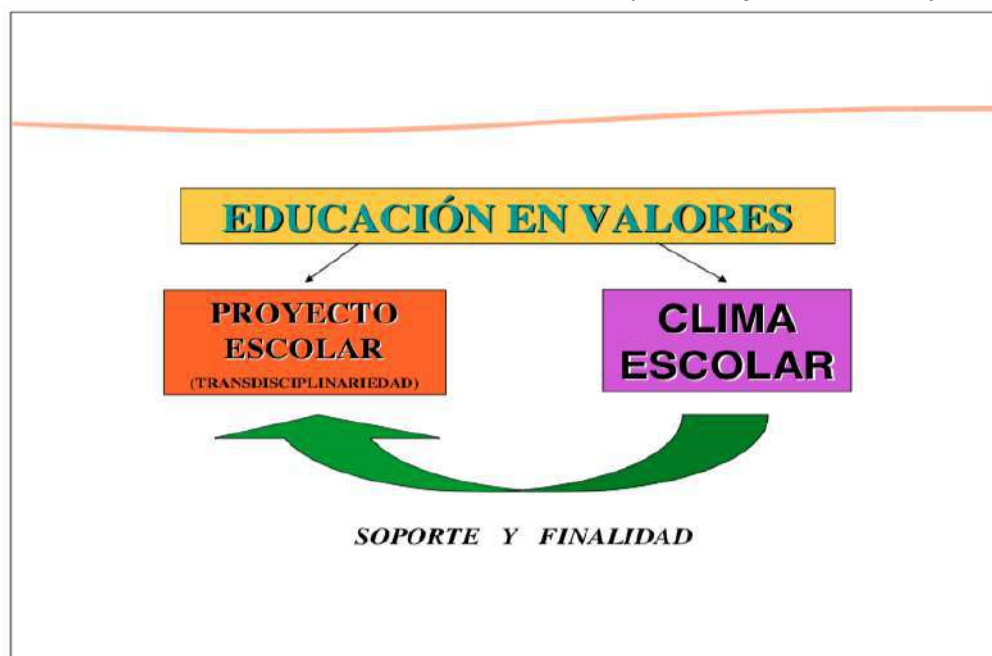 EDUCACIÓN EN VALORES
PROYECTO
ESCOLAR
(TRANSDISCIPLINARIEDAD)
CLIMA
ESCOLAR
SOPORTE Y FINALIDAD